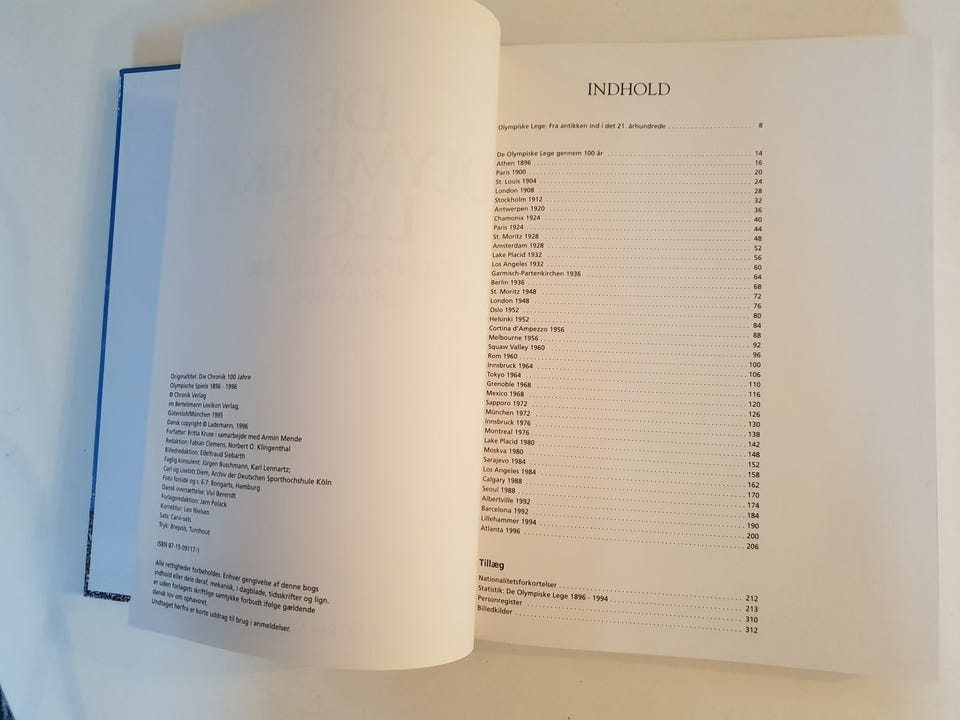 Originaltitel: Die Chronik 100 Jahre
Olympische Spiele 1896 - 1996
© Chronik Verlag
im Bertelsmann Lexikon Verlag,
Gütersloh/München 1995
Dansk copyright © Lademann, 1996
Forfatter: Britta Kruse i samarbejde med Armin Mende
Redaktion: Fabian Clemens, Norbert O. Klingenthal
Billedredaktion: Edeltraud Siebarth
Faglig konsulent: Jürgen Buschmann, Karl Lennartz;
Carl og Liselott Diem, Archiv der Deutschen Sporthochschule Köln
Foto forside og s. 6-7: Bongarts, Hamburg
Dansk oversættelse: Vivi Berendt
Forlagsredaktion: Jørn Polack
Korrektur: Leo Nielsen
Sats: Carvi-sats
Tryk: Brepols, Turnhout
ISBN 87-15-09117-1
Alle rettigheder forbeholdes. Enhver gengivelse af denne bogs
indhold eller dele deraf, mekanisk, i dagblade, tidsskrifter og lign.
er uden forlagets skriftlige samtykke forbudt ifølge gældende
dansk lov om ophavsret.
Undtaget herfra er korte uddrag til brug i anmeldelser.
INDHOLD
Olympiske Lege: Fra antikken ind i det 21. århundrede 8
De Olympiske Lege gennem 100 år 14
Athen 1896 16
Paris 1900 20
St. Louis 1904 24
London 1908 28
Stockholm 1912 32
Antwerpen 1920 36
Chamonix 1924 40
Paris 1924 44
St. Moritz 1928 48
Amsterdam 1928 52
Lake Placid 1932 56
Los Angeles 1932 60
Garmisch-Partenkirchen 1936 64
Berlin 1936 68
St. Moritz 1948 72
London 1948 76
Oslo 1952 80
Helsinki 1952 84
Cortina d'Ampezzo 1956 88
Melbourne 1956 92
Squaw Valley 1960 96
Rom 1960 100
Innsbruck 1964 106
Tokyo 1964 110
Grenoble 1968 116
Mexico 1968 120
Sapporo 1972 126
München 1972 130
Innsbruck 1976 138
Montreal 1976 142
Lake Placid 1980 148
Moskva 1980 152
Sarajevo 1984 158
Los Angeles 1984 162
Calgary 1988 170
Seoul 1988 174
Albertville 1992 184
Barcelona 1992 190
Lillehammer 1994 200
Atlanta 1996 206
Tillæg
Nationalitetsforkortelser 212
Statistik: De Olympiske Lege 1896 - 1994 213
Personregister 310
Billedkilder 312